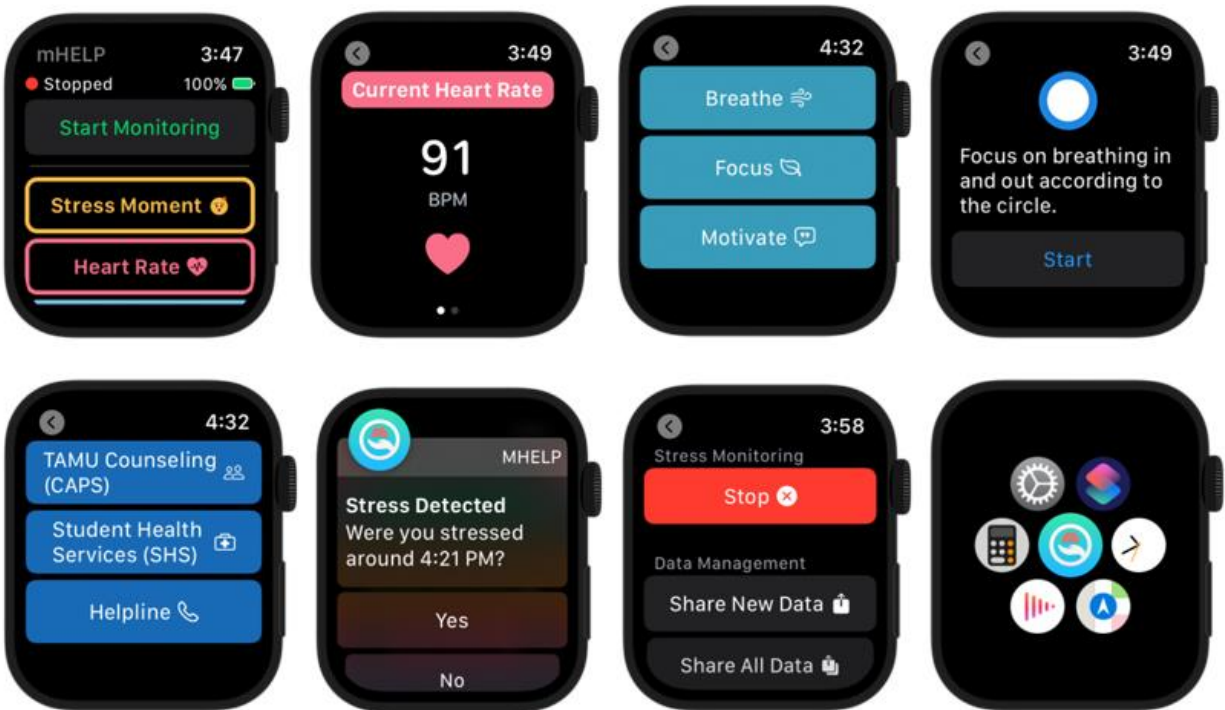 mHELP 3:47
Stopped 100%
Start Monitoring
Stress Moment
Heart Rate
3:49
Current Heart Rate
91
BPM
4:32
Breathe
Focus
Motivate
3:49
Focus on breathing in
and out according to
the circle.
Start
4:32
TAMU Counseling
(CAPS)
Student Health
Services (SHS)
Helpline
MHELP
Stress Detected
Were you stressed
around 4:21 PM?
Yes
No
3:58
Stress Monitoring
Stop
Data Management
Share New Data
Share All Data